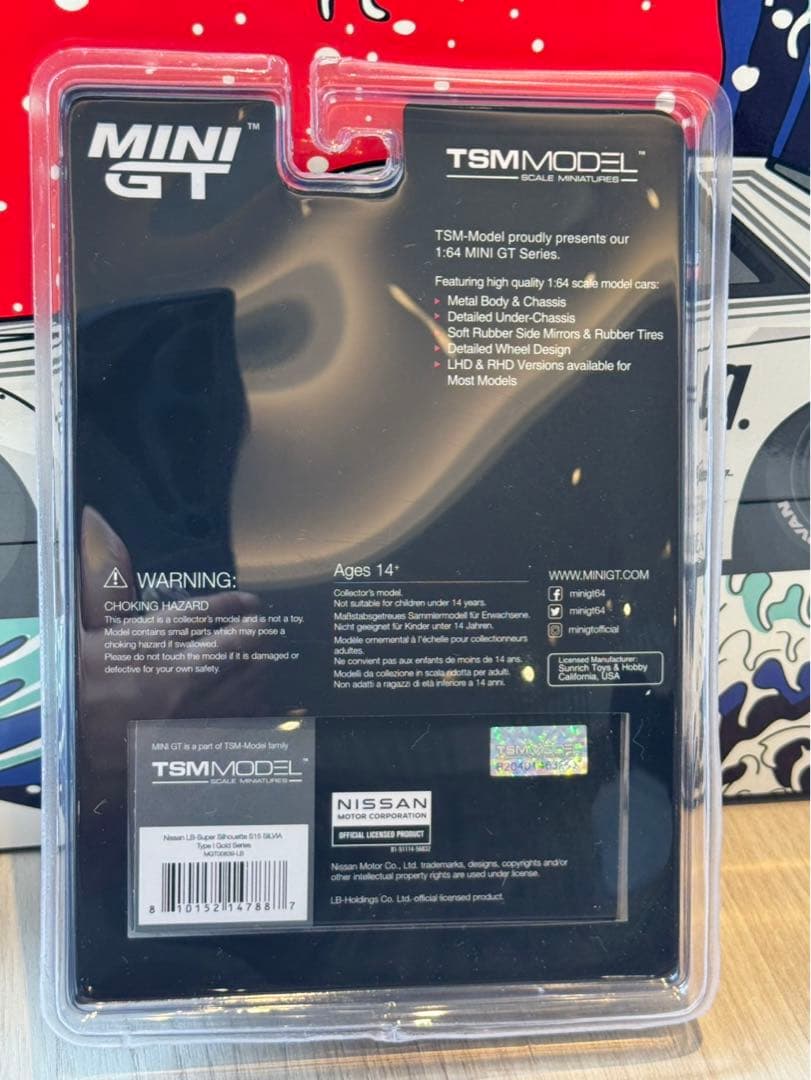 MINI GT™
TSMMODEL™
SCALE MINIATURES
TSM-Model proudly presents our
1:64 MINI GT Series.
Featuring high quality 1:64 scale model cars:
Metal Body & Chassis
Detailed Under-Chassis
Soft Rubber Side Mirrors & Rubber Tires
Detailed Wheel Design
LHD & RHD Versions available for
Most Models
WARNING:
CHOKING HAZARD
This product is a collector's model and is not a toy.
Model contains small parts which may pose a
choking hazard if swallowed.
Please do not touch the model if it is damaged or
defective for your own safety.
Ages 14+
Collector's model.
Not suitable for children under 14 years.
Maßstabsgetreues Sammlermodell für Erwachsene.
Nicht geeignet für Kinder unter 14 Jahren.
Modèle ornemental à l'échelle pour collectionneurs
adultes.
Ne convient pas aux enfants de moins de 14 ans.
Modelli da collezione in scala ridotta per adulti.
Non adatti a ragazzi di età inferiore a 14 anni.
WWW.MINIGT.COM
minigt64
minigt64
minigtofficial
Licensed Manufacturer:
Sunrich Toys & Hobby
California, USA
MINI GT is a part of TSM-Model family
TSMMODEL™
SCALE MINIATURES
Nissan LB-Super Silhouette S15 SILVIA
Type I Gold Series
8 10152 14788 7
TSMMODEL
NISSAN
MOTOR CORPORATION
OFFICIAL LICENSED PRODUCT
Nissan Motor Co., Ltd. trademarks, designs, copyrights and/or
other intellectual property rights are used under license.
LB-Holdings Co. Ltd. official licensed product.